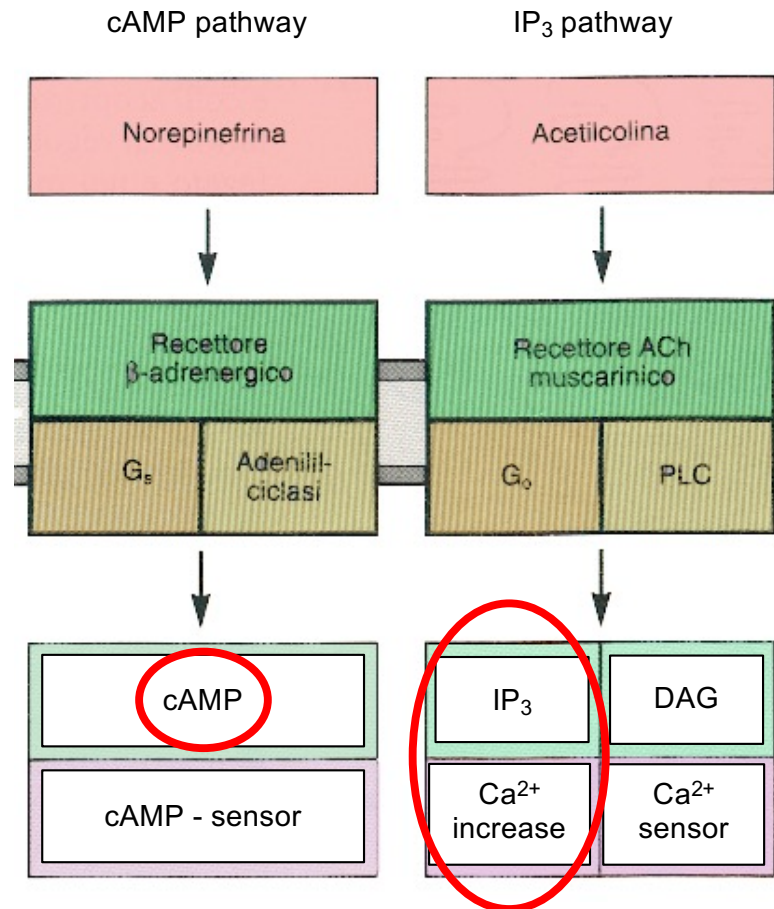 cAMP pathway
IP₃ pathway
Norepinefrina
Acetilcolina
Recettore
β-adrenergico
Recettore ACh
muscarinico
Gₛ
Adenilil-
ciclasi
Gₒ
PLC
cAMP
IP₃
DAG
cAMP - sensor
Ca²⁺
increase
Ca²⁺
sensor